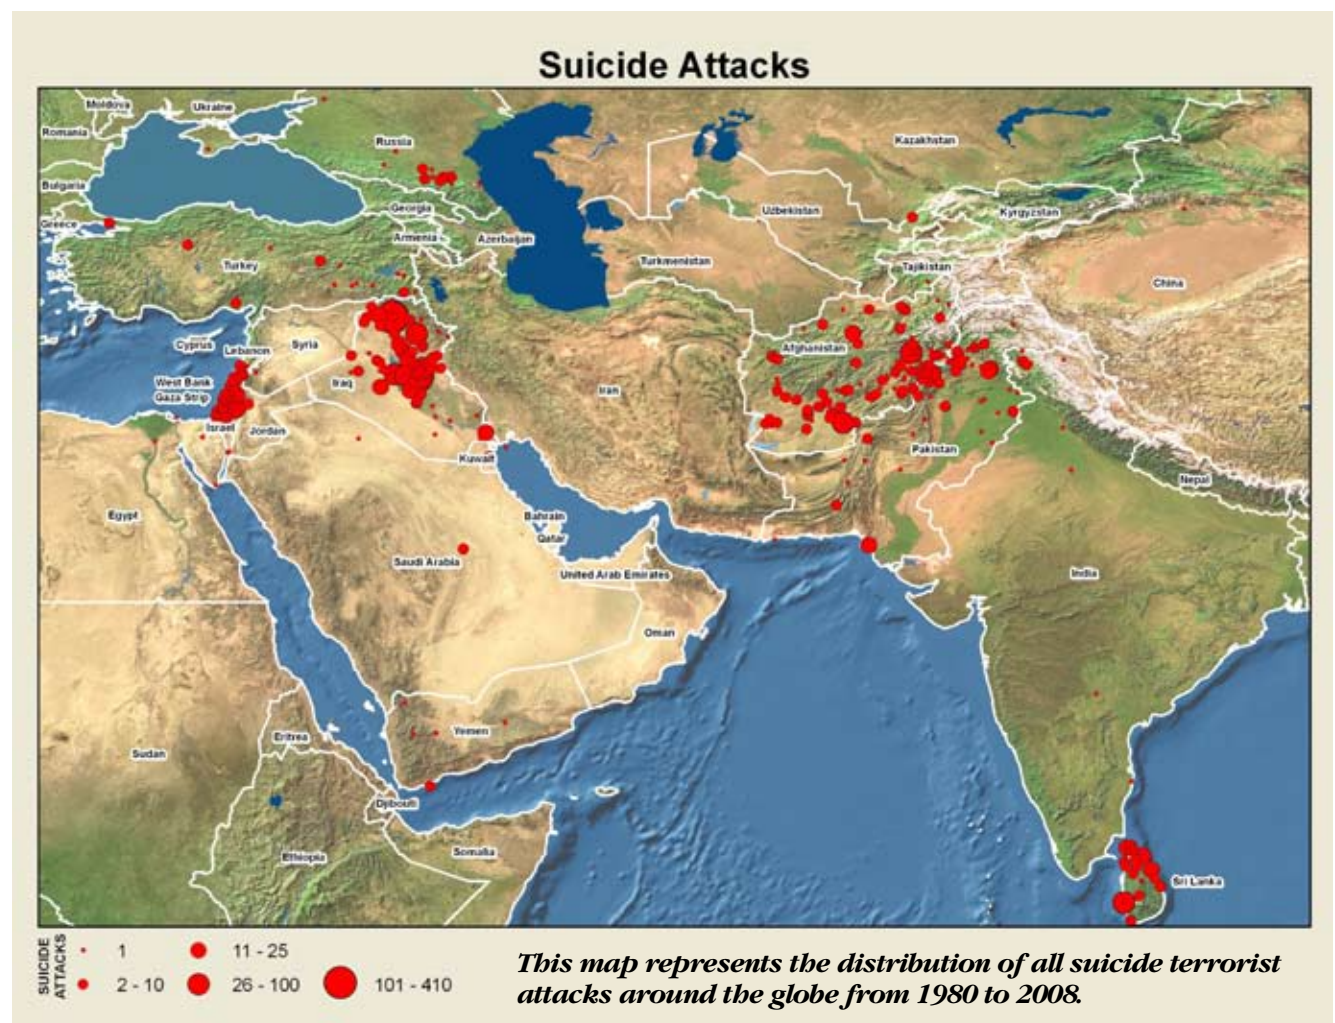 Suicide Attacks
Moldova
Ukraine
Romania
Russia
Kazakhstan
Bulgaria
Georgia
Uzbekistan
Kyrgyzstan
Greece
Armenia
Azerbaijan
Turkey
Turkmenistan
Tajikistan
China
Cyprus
Lebanon
Syria
Afghanistan
West Bank
Gaza Strip
Iraq
Iran
Israel
Jordan
Kuwait
Pakistan
Nepal
Egypt
Bahrain
Qatar
Saudi Arabia
United Arab Emirates
India
Oman
Eritrea
Yemen
Sudan
Djibouti
Ethiopia
Somalia
Sri Lanka
SUICIDE
ATTACKS
1
11 - 25
2 - 10
26 - 100
101 - 410
This map represents the distribution of all suicide terrorist
attacks around the globe from 1980 to 2008.